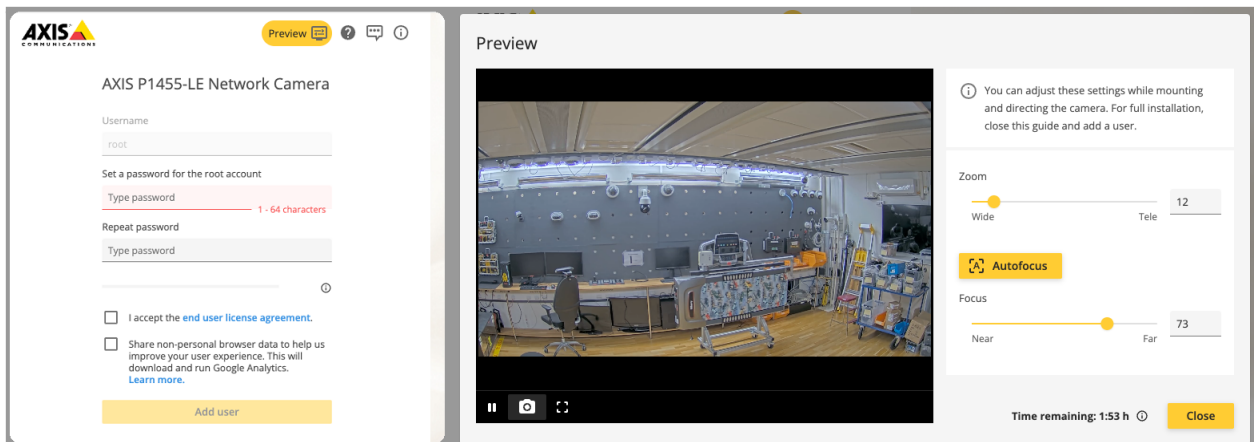 AXIS
COMMUNICATIONS
Preview
AXIS P1455-LE Network Camera
Username
root
Set a password for the root account
Type password
1 - 64 characters
Repeat password
Type password
I accept the end user license agreement.
Share non-personal browser data to help us
improve your user experience. This will
download and run Google Analytics.
Learn more.
Add user
Preview
You can adjust these settings while mounting
and directing the camera. For full installation,
close this guide and add a user.
Zoom
12
Wide
Tele
[A] Autofocus
Focus
73
Near
Far
Time remaining: 1:53 h
Close